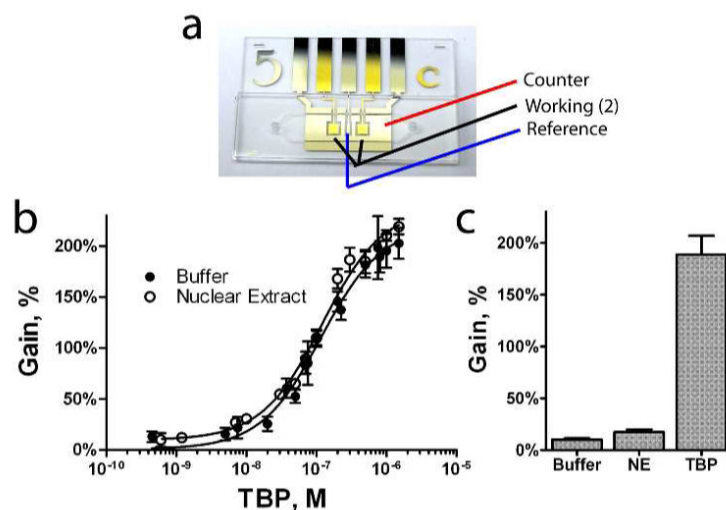 a
5 c
Counter
Working (2)
Reference
b
Gain, %
200%
150%
100%
50%
0%
Buffer
Nuclear Extract
10-10 10-9 10-8 10-7 10-6 10-5
TBP, M
c
Gain, %
200%
150%
100%
50%
0%
Buffer NE TBP